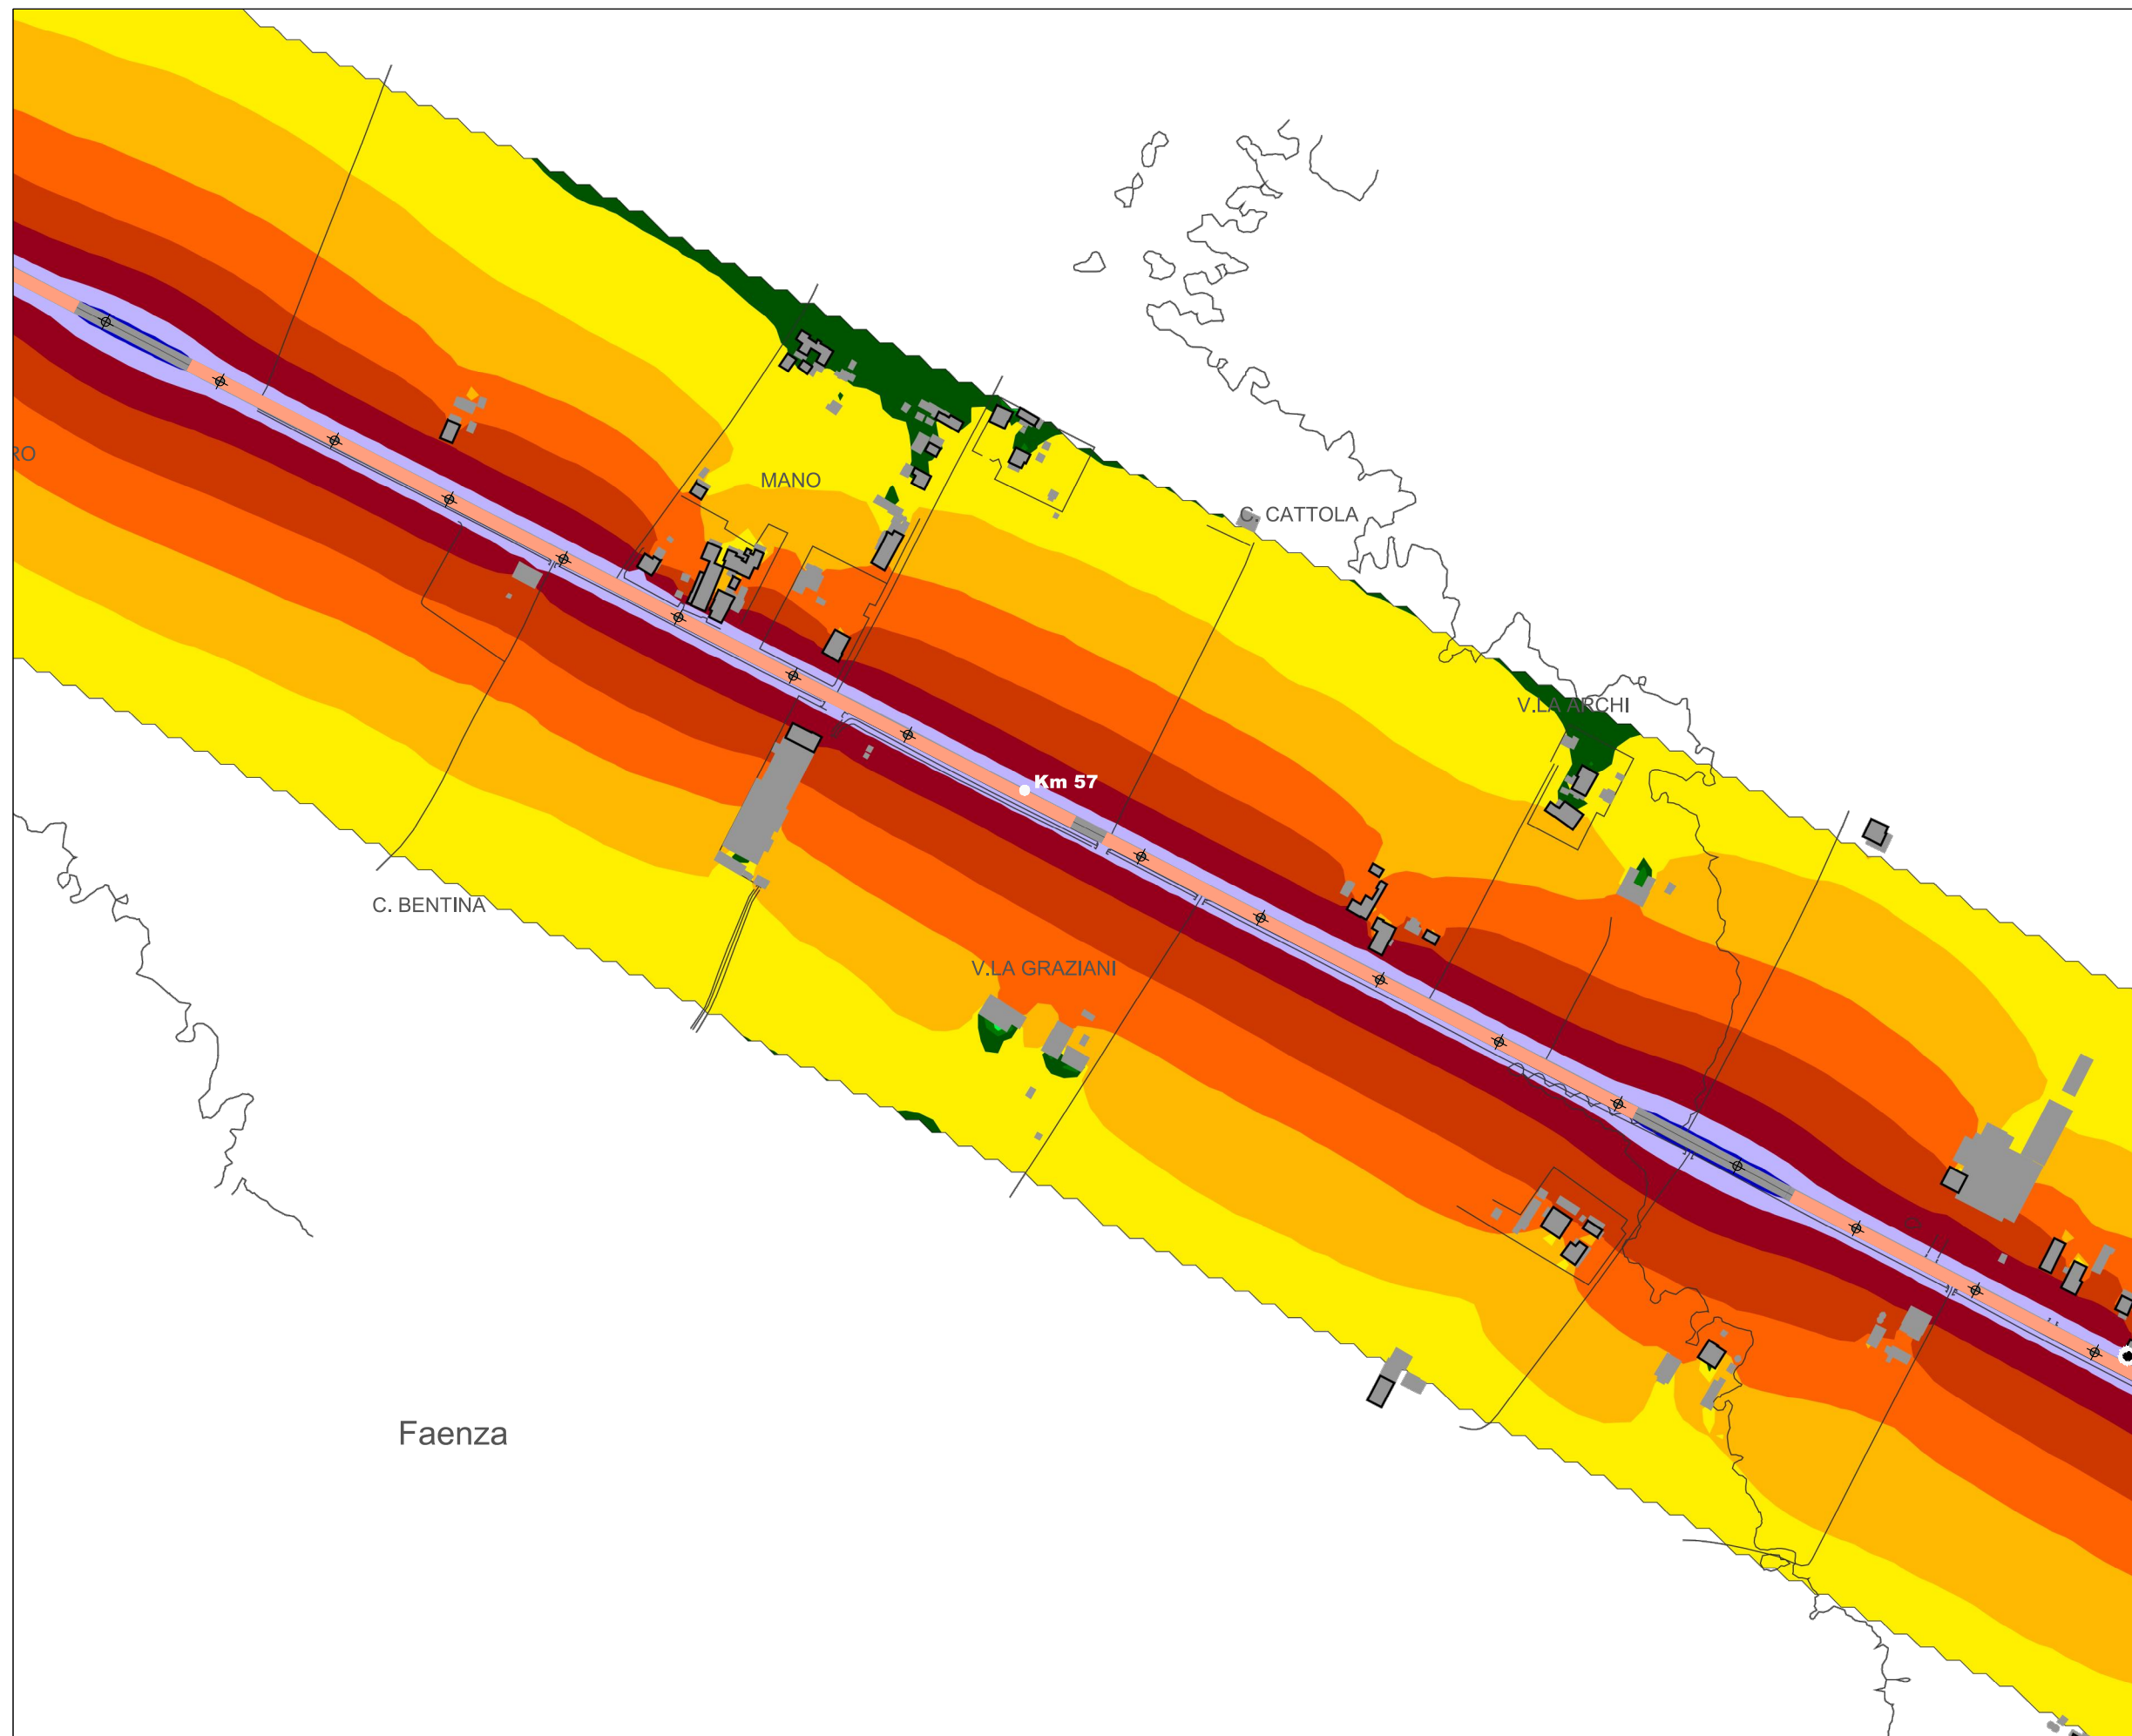 RO
MANO
C. CATTOLA
V.LA ARCHI
Km 57
C. BENTINA
V.LA GRAZIANI
Faenza